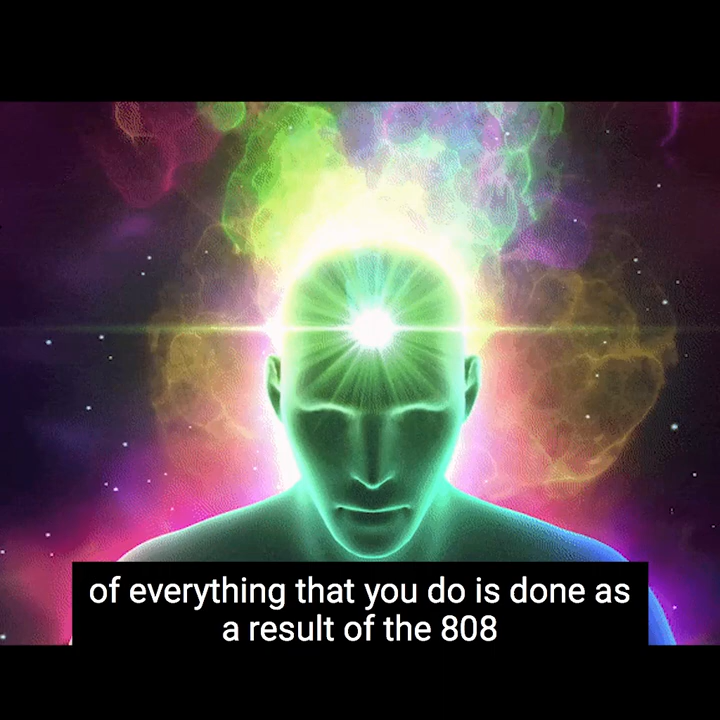 of everything that you do is done as
a result of the 808